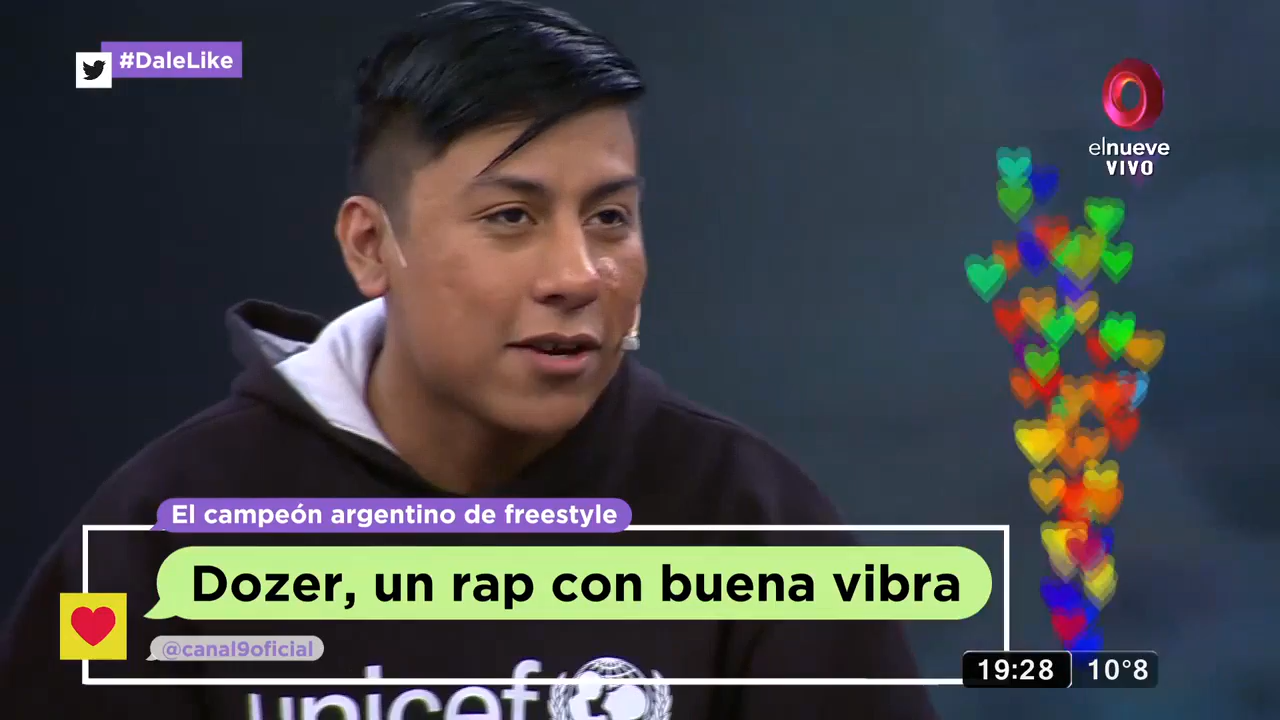 #DaleLike
elnueve
VIVO
El campeón argentino de freestyle
Dozer, un rap con buena vibra
@canal9oficial
unicef
19:28 10°8